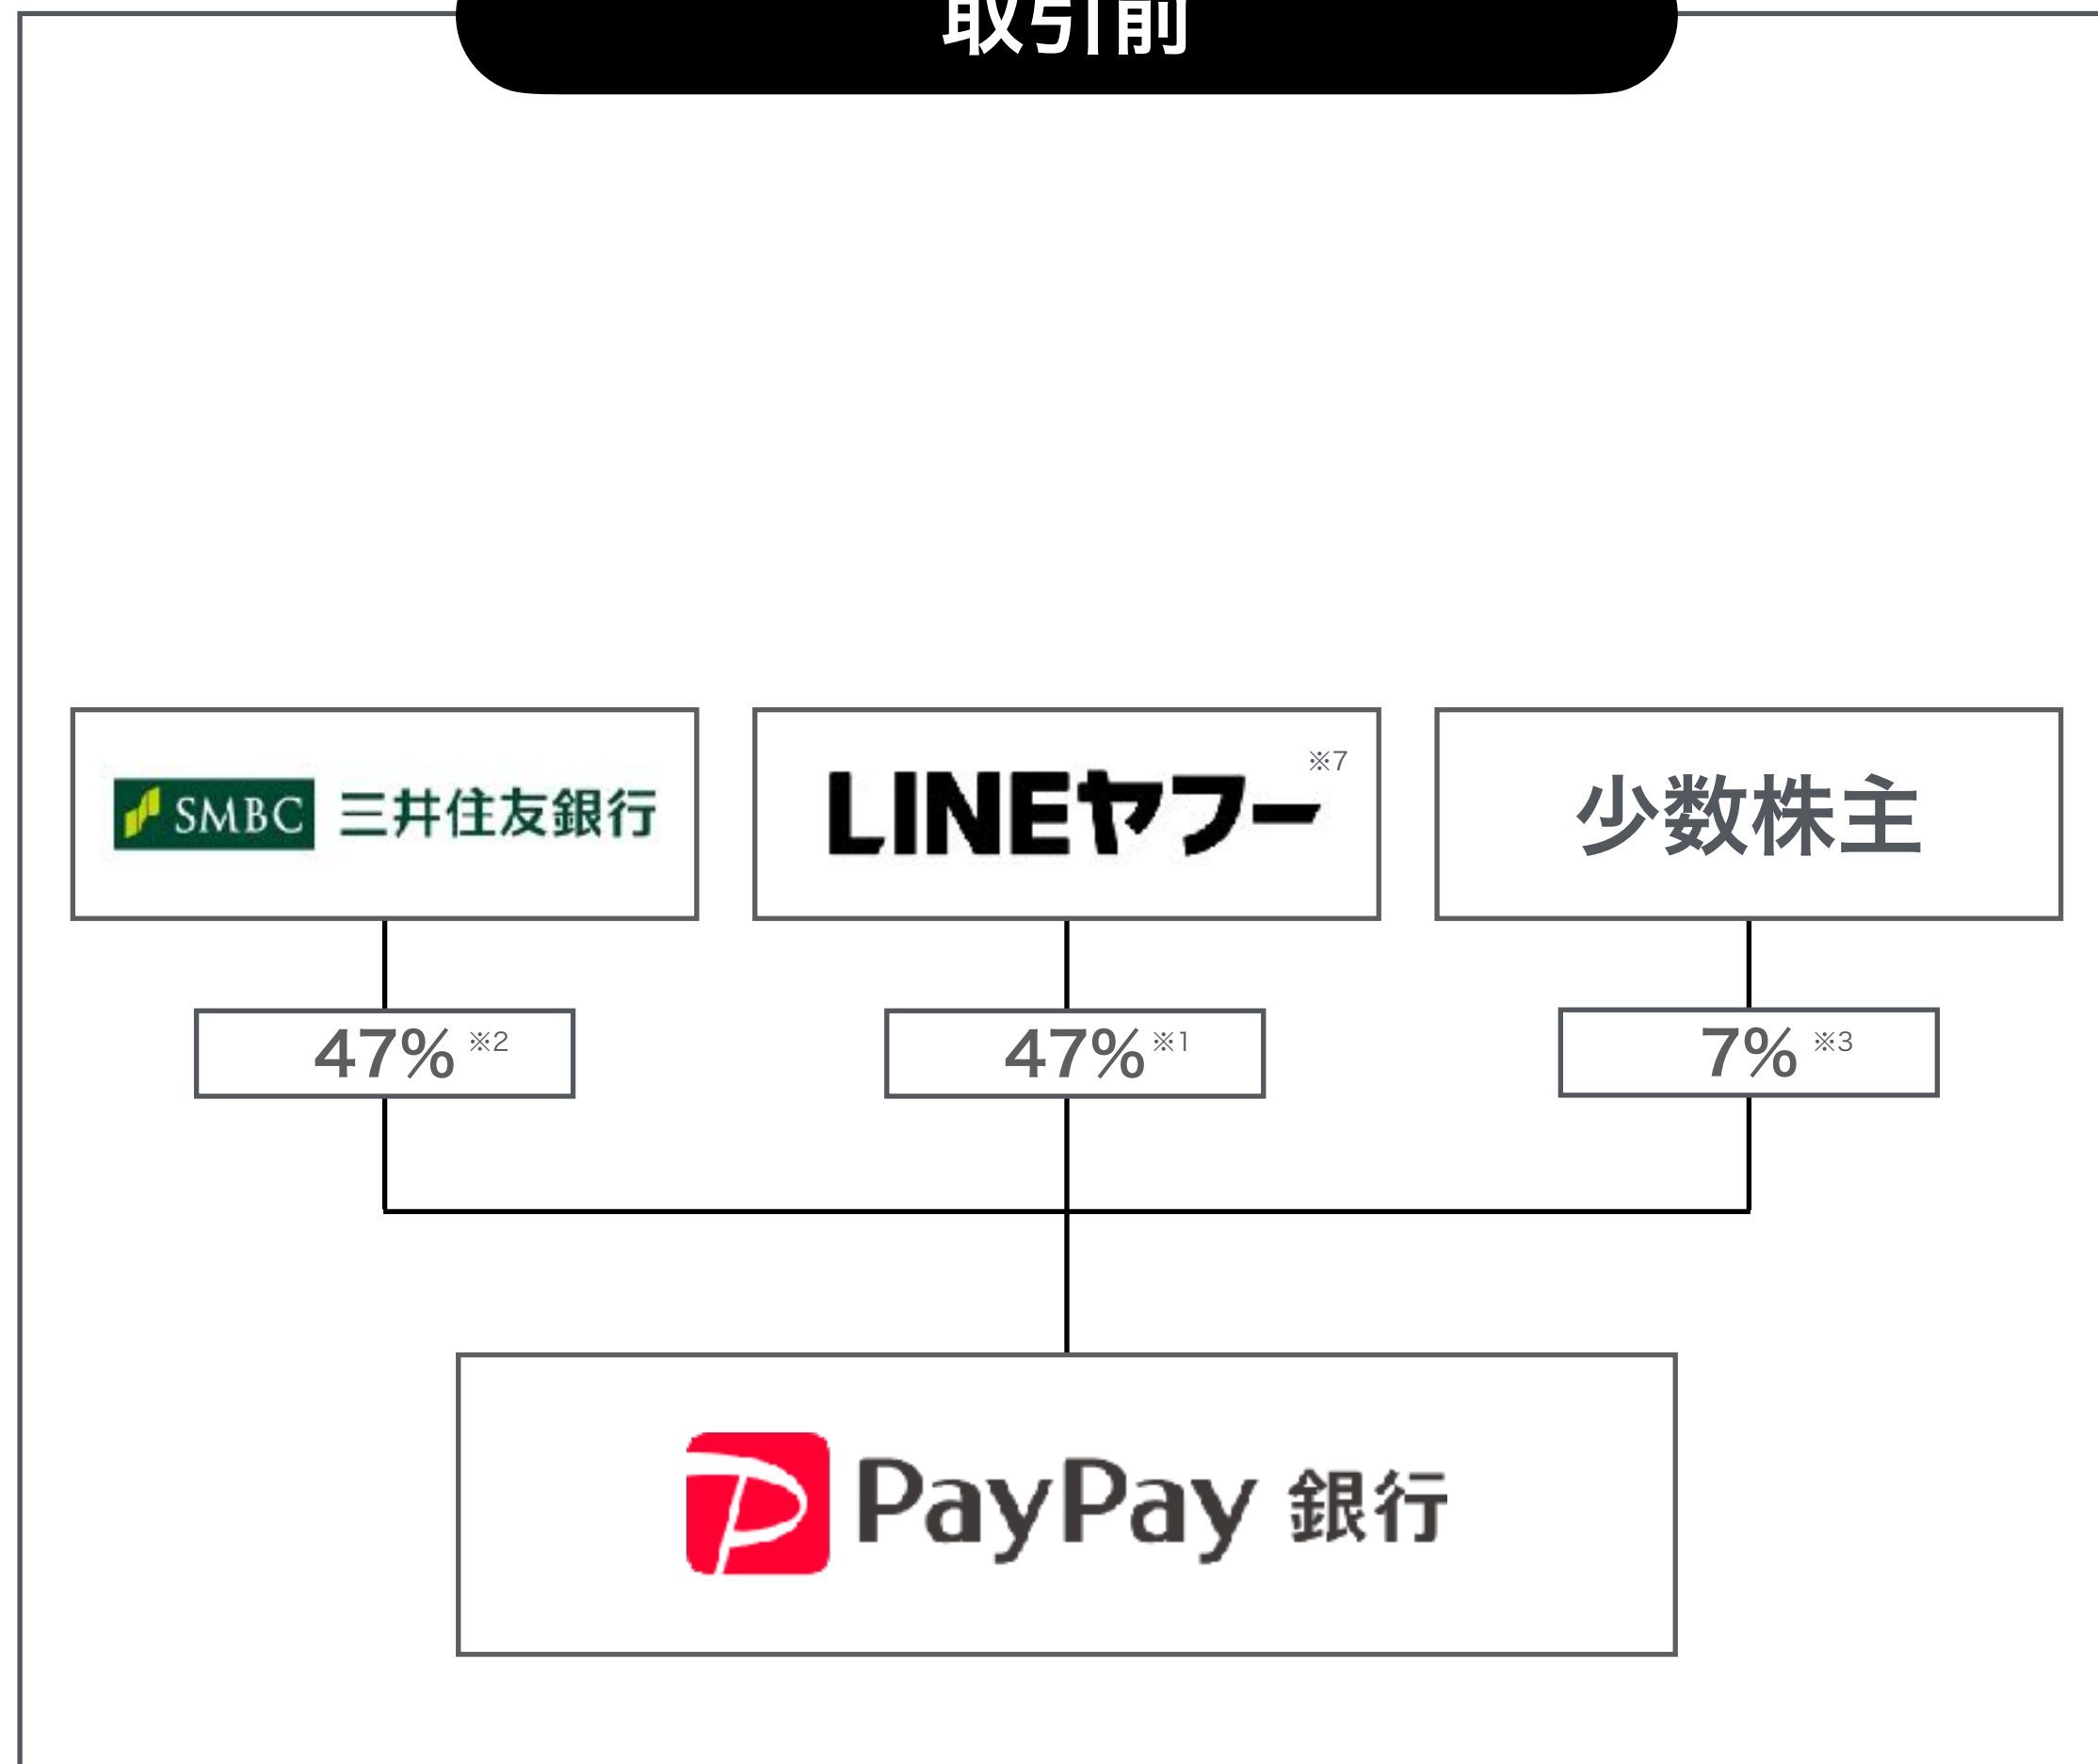 取引前
SMBC 三井住友銀行
LINEヤフー ※7
少数株主
47% ※2
47% ※1
7% ※3
PayPay 銀行